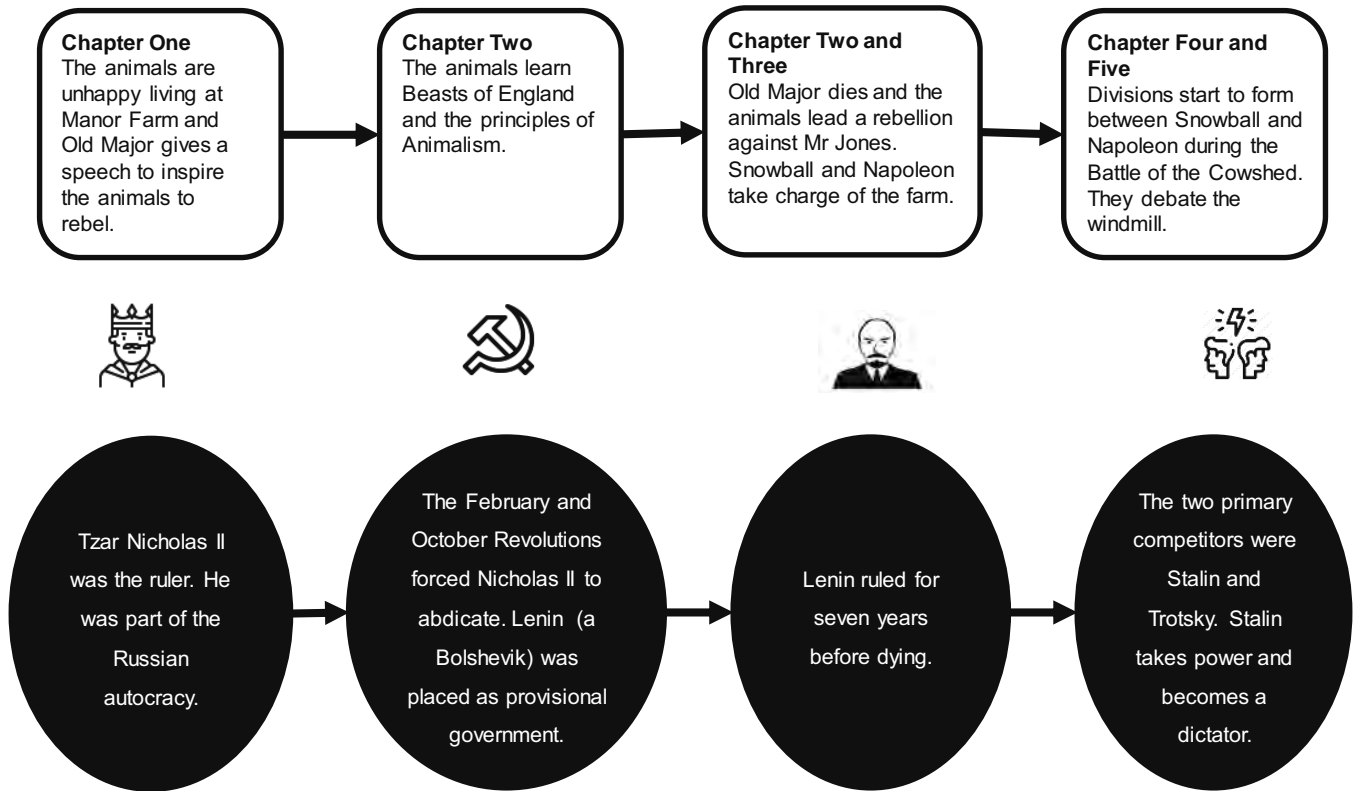 Chapter One
The animals are
unhappy living at
Manor Farm and
Old Major gives a
speech to inspire
the animals to
rebel.
Chapter Two
The animals learn
Beasts of England
and the principles of
Animalism.
Chapter Two and
Three
Old Major dies and the
animals lead a rebellion
against Mr Jones.
Snowball and Napoleon
take charge of the farm.
Chapter Four and
Five
Divisions start to form
between Snowball and
Napoleon during the
Battle of the Cowshed.
They debate the
windmill.
Tzar Nicholas II
was the ruler. He
was part of the
Russian
autocracy.
The February and
October Revolutions
forced Nicholas II to
abdicate. Lenin (a
Bolshevik) was
placed as provisional
government.
Lenin ruled for
seven years
before dying.
The two primary
competitors were
Stalin and
Trotsky. Stalin
takes power and
becomes a
dictator.